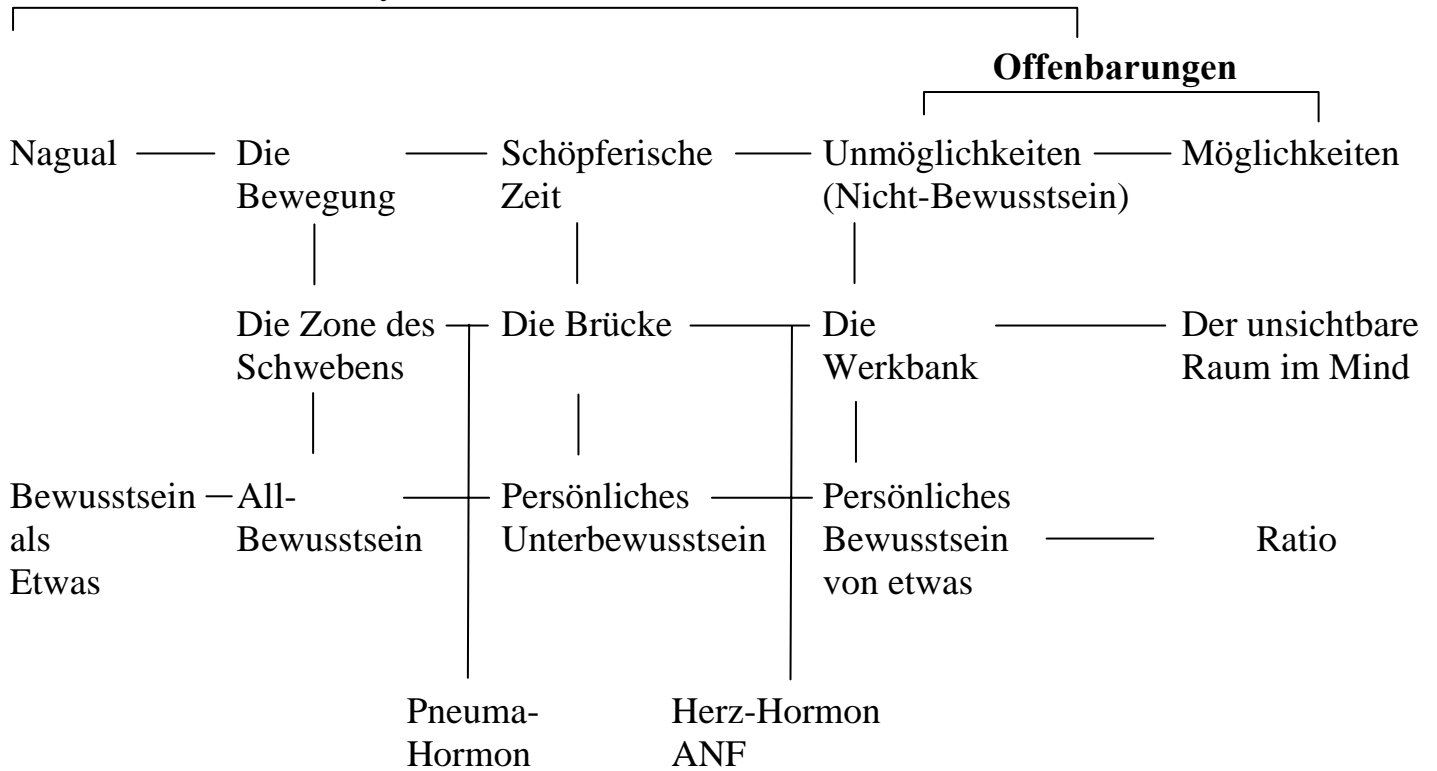 Offenbarungen
Nagual Die Schöpferische Unmöglichkeiten Möglichkeiten
Bewegung Zeit (Nicht-Bewusstsein)
Die Zone des Die Brücke Die Der unsichtbare
Schwebens Werkbank Raum im Mind
Bewusstsein All- Persönliches Persönliches
als Bewusstsein Unterbewusstsein Bewusstsein Ratio
Etwas von etwas
Pneuma- Herz-Hormon
Hormon ANF